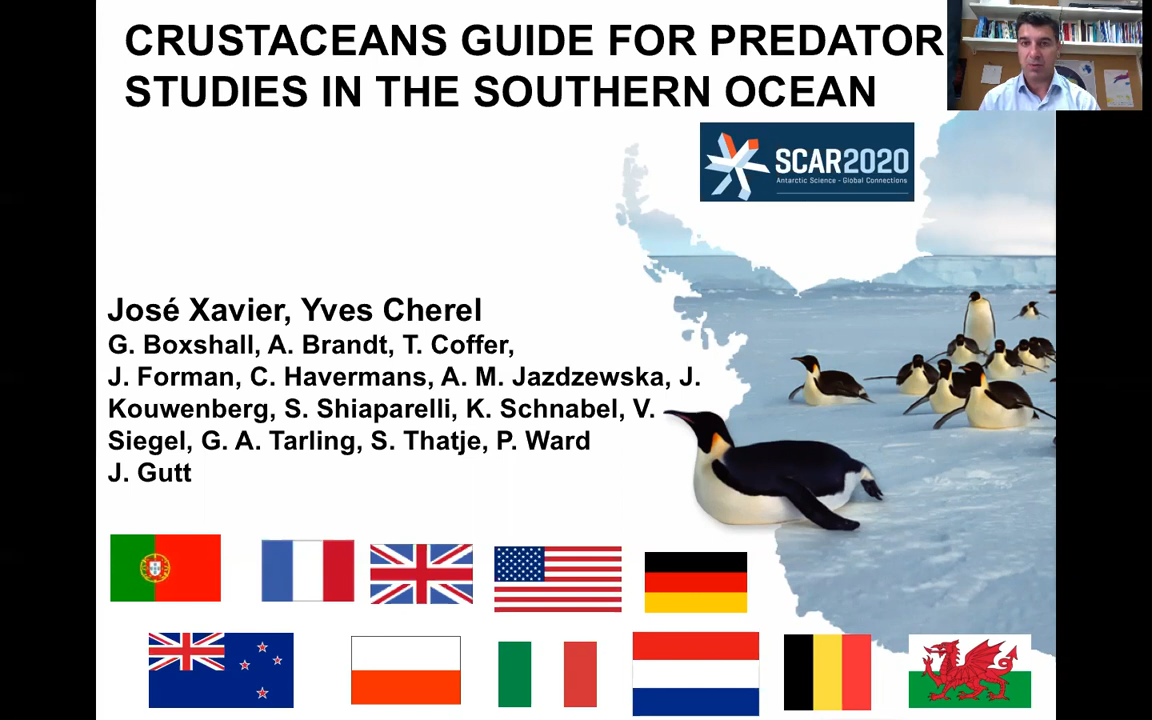 CRUSTACEANS GUIDE FOR PREDATOR
STUDIES IN THE SOUTHERN OCEAN
SCAR2020
Antarctic Science - Global Connections
José Xavier, Yves Cherel
G. Boxshall, A. Brandt, T. Coffer,
J. Forman, C. Havermans, A. M. Jazdzewska, J.
Kouwenberg, S. Shiaparelli, K. Schnabel, V.
Siegel, G. A. Tarling, S. Thatje, P. Ward
J. Gutt